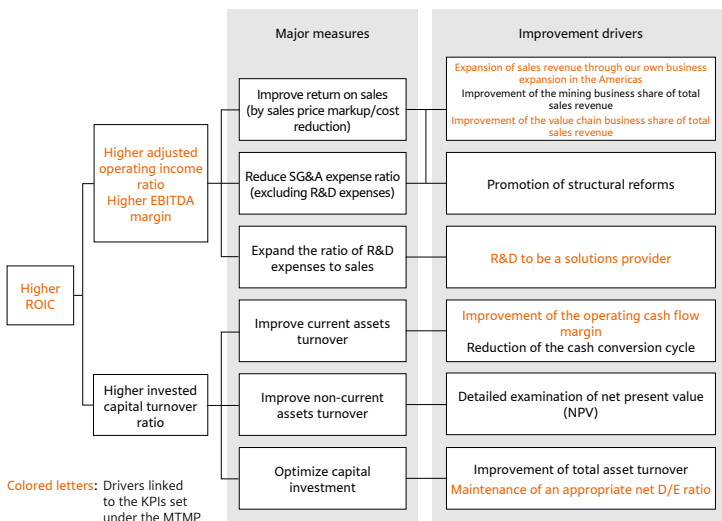 Major measures
Improvement drivers
Higher
ROIC
Higher adjusted
operating income
ratio
Higher EBITDA
margin
Higher invested
capital turnover
ratio
Improve return on sales
(by sales price markup/cost
reduction)
Reduce SG&A expense ratio
(excluding R&D expenses)
Expand the ratio of R&D
expenses to sales
Improve current assets
turnover
Improve non-current
assets turnover
Optimize capital
investment
Expansion of sales revenue through our own business
expansion in the Americas
Improvement of the mining business share of total
sales revenue
Improvement of the value chain business share of total
sales revenue
Promotion of structural reforms
R&D to be a solutions provider
Improvement of the operating cash flow
margin
Reduction of the cash conversion cycle
Detailed examination of net present value
(NPV)
Improvement of total asset turnover
Maintenance of an appropriate net D/E ratio
Colored letters: Drivers linked
to the KPIs set
under the MTMP